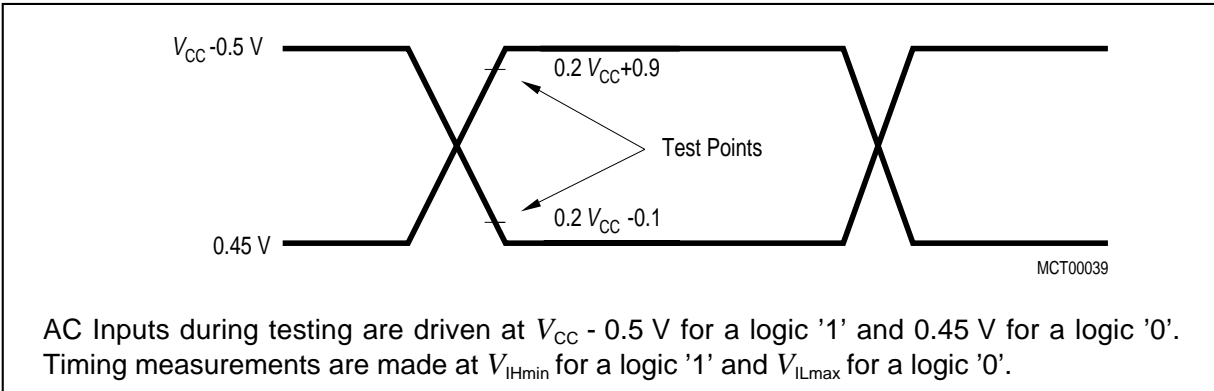 VCC -0.5 V
0.2 VCC+0.9
Test Points
0.2 VCC -0.1
0.45 V
MCT00039
AC Inputs during testing are driven at VCC - 0.5 V for a logic ’1’ and 0.45 V for a logic ’0’.
Timing measurements are made at VIHmin for a logic ’1’ and VILmax for a logic ’0’.